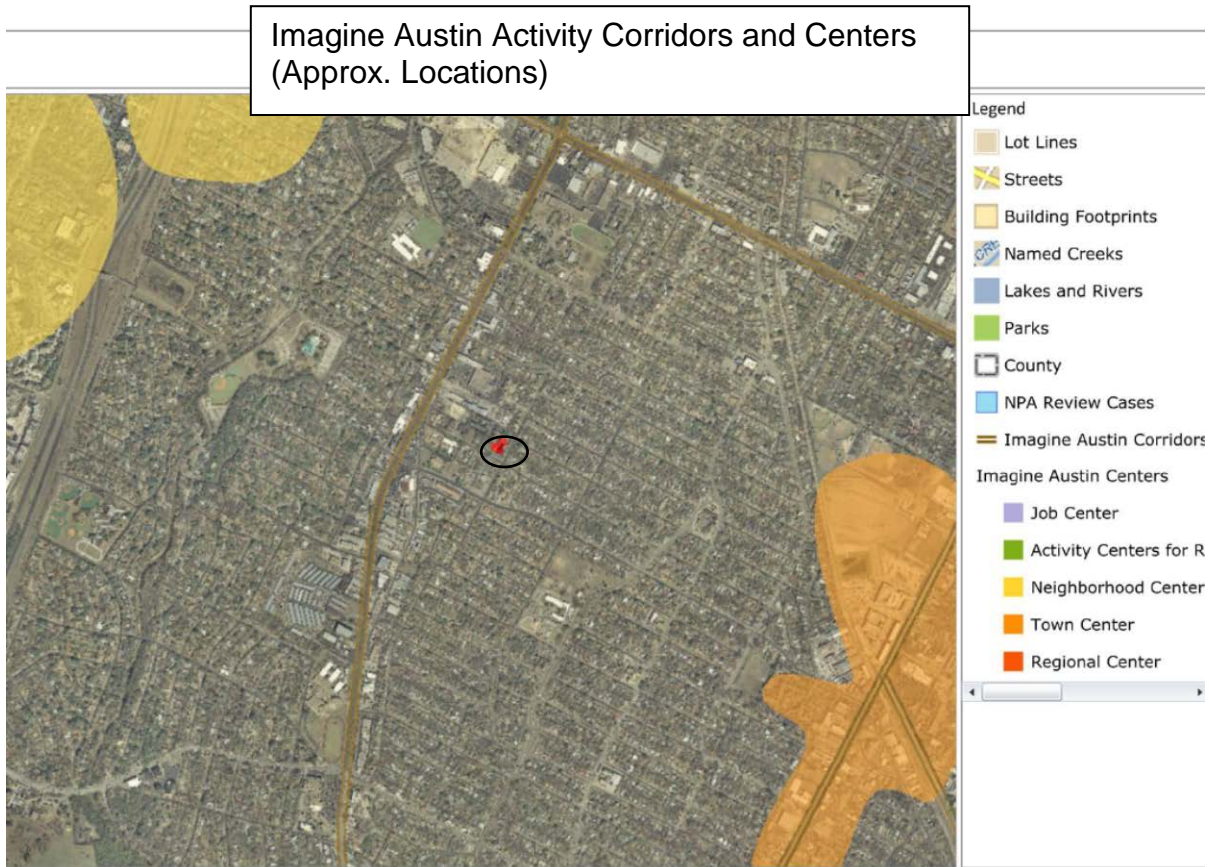 Imagine Austin Activity Corridors and Centers
(Approx. Locations)
Legend
Lot Lines
Streets
Building Footprints
CRE
Named Creeks
Lakes and Rivers
Parks
County
NPA Review Cases
Imagine Austin Corridors
Imagine Austin Centers
Job Center
Activity Centers for R
Neighborhood Center
Town Center
Regional Center